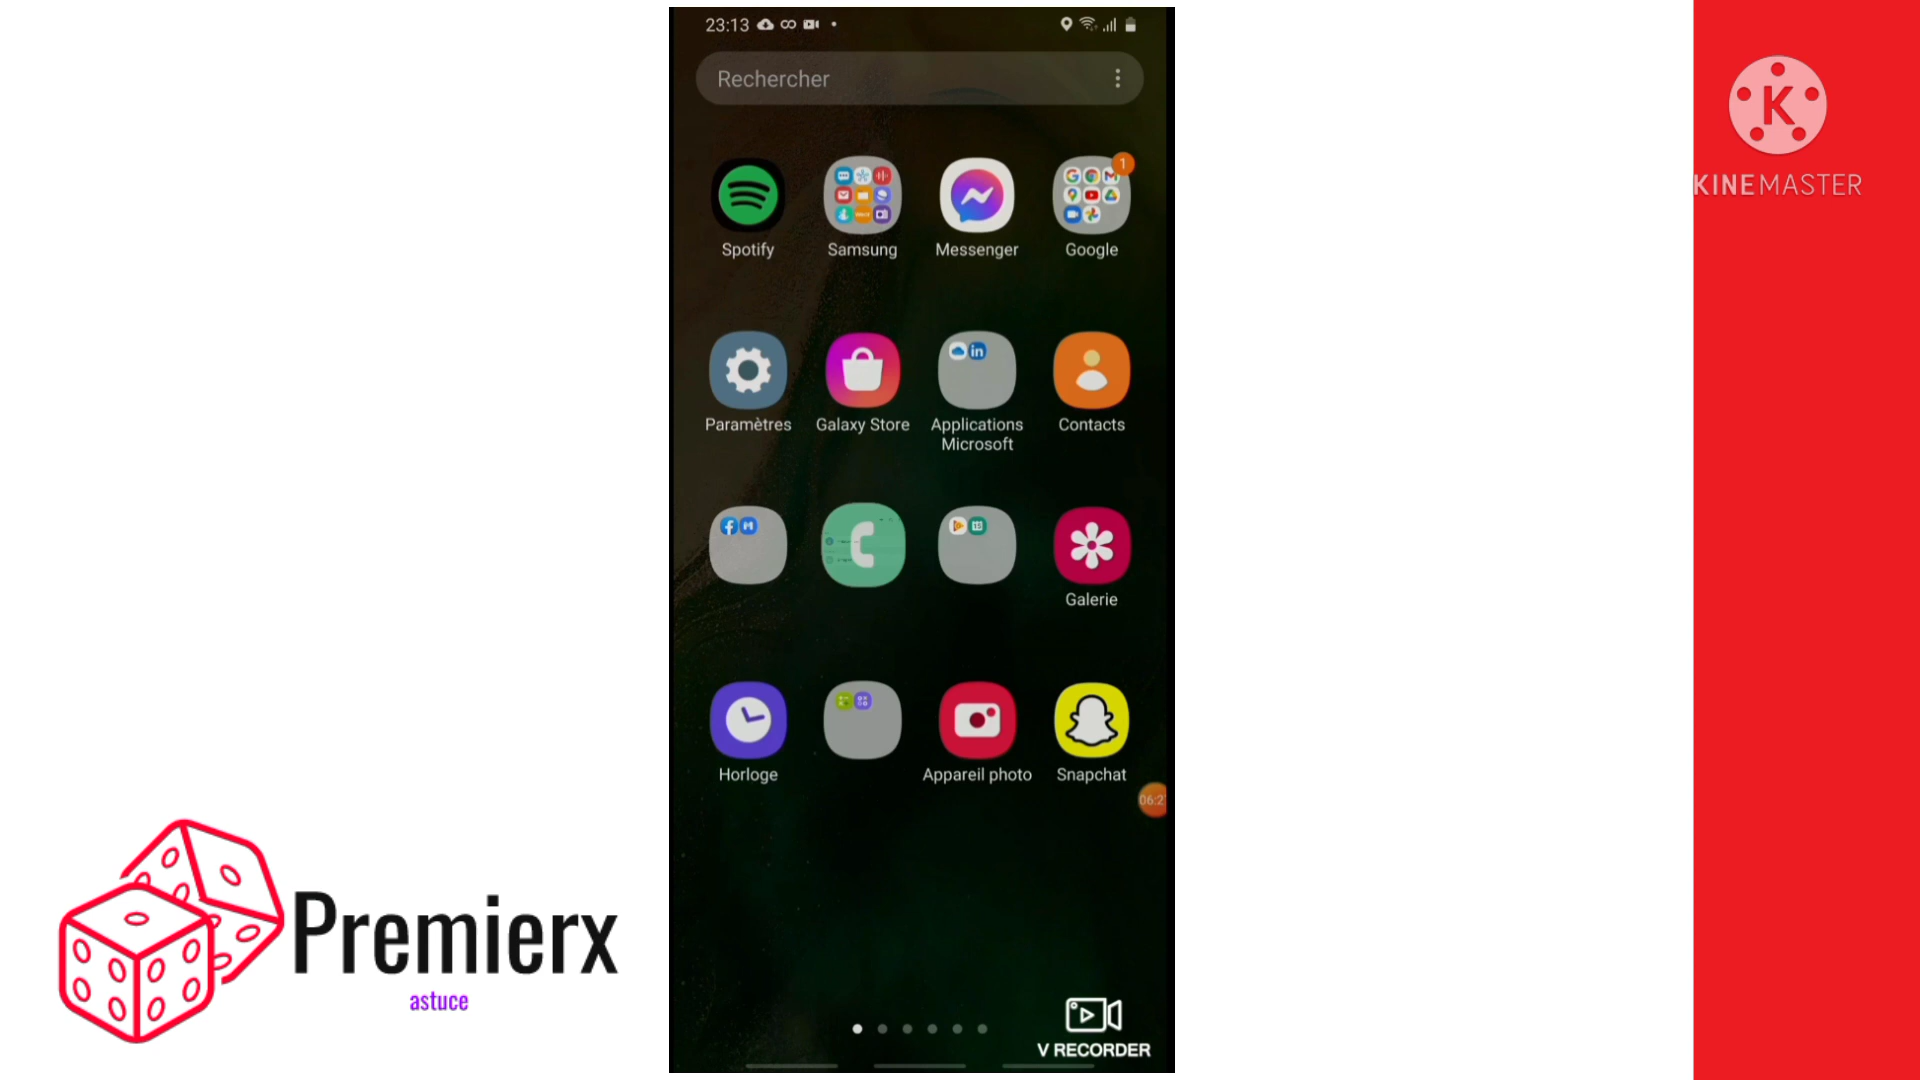 23:13
Rechercher
1
Spotify
Samsung
Messenger
Google
Paramètres
Galaxy Store
Applications
Microsoft
Contacts
Galerie
Horloge
Appareil photo
Snapchat
V RECORDER
K
KINEMASTER
Premierx
astuce